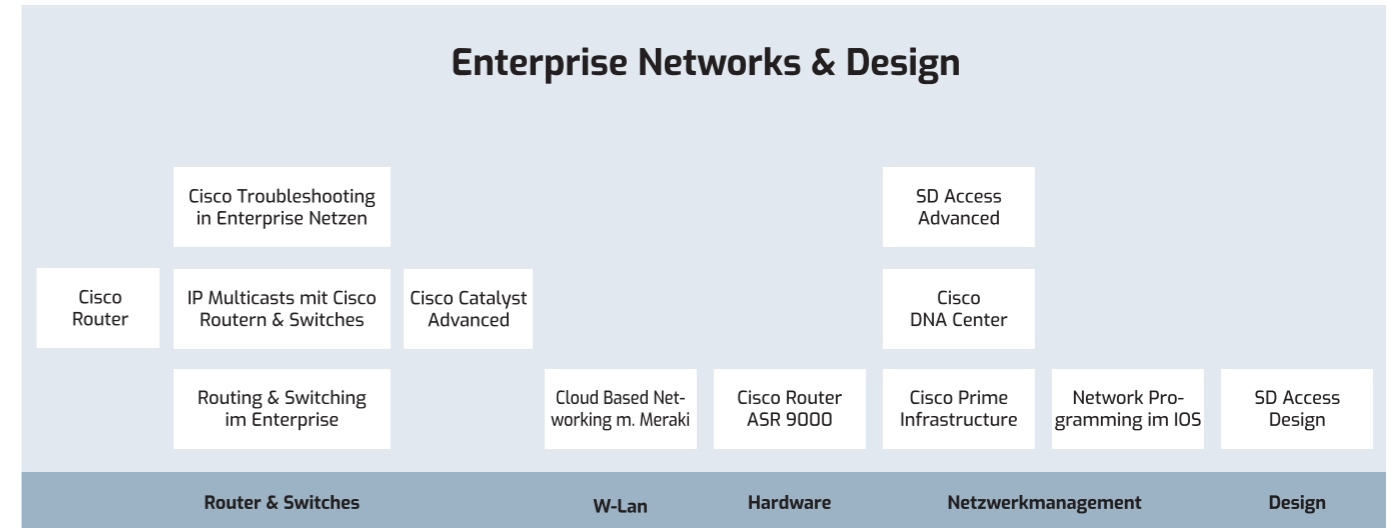 Enterprise Networks & Design
Cisco Troubleshooting
in Enterprise Netzen
SD Access
Advanced
Cisco
Router
IP Multicasts mit Cisco
Routern & Switches
Cisco Catalyst
Advanced
Cisco
DNA Center
Routing & Switching
im Enterprise
Cloud Based Net-
working m. Meraki
Cisco Router
ASR 9000
Cisco Prime
Infrastructure
Network Pro-
gramming im IOS
SD Access
Design
Router & Switches
W-Lan
Hardware
Netzwerkmanagement
Design